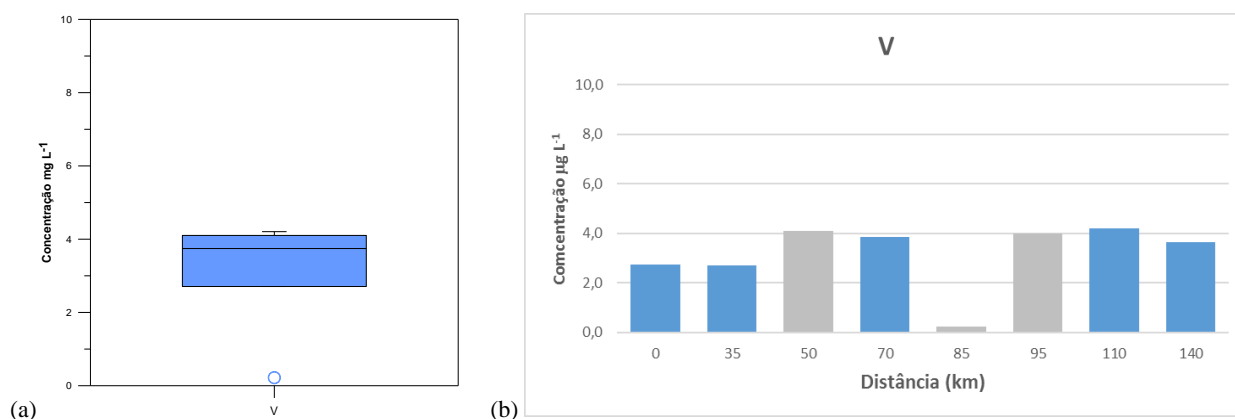 10
8
6
4
2
0
Concentração mg L-1
V
(a)
V
10,0
8,0
6,0
4,0
2,0
0,0
Comcentração µg L-1
0 35 50 70 85 95 110 140
Distância (km)
(b)